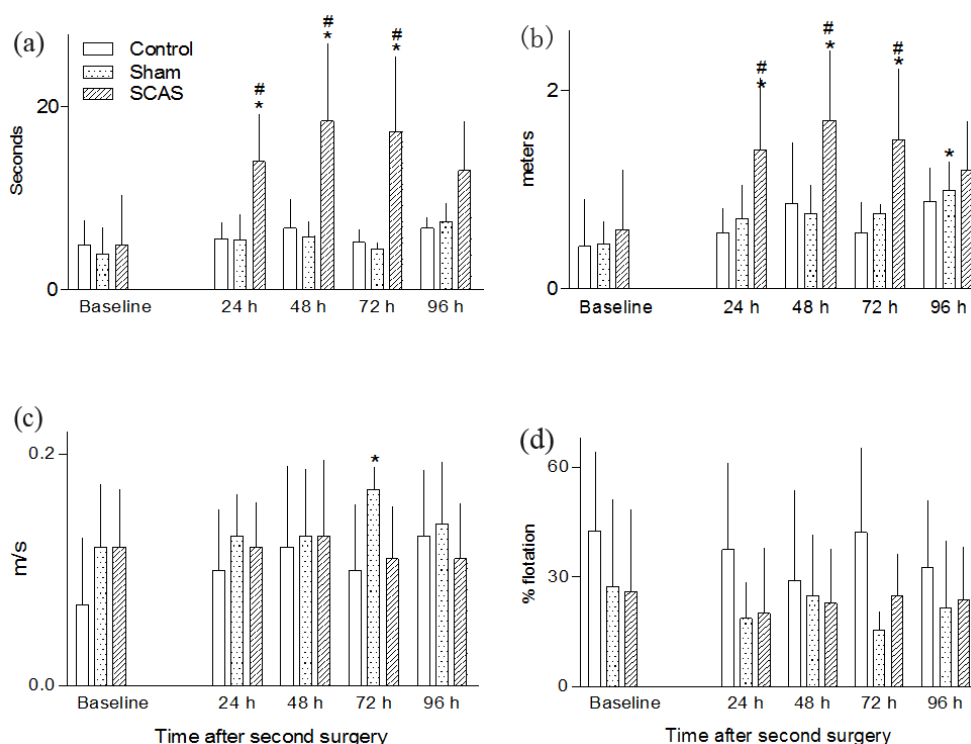 (a)
Control
Sham
SCAS
Seconds
20
0
#
*
#
*
#
*
Baseline
24 h
48 h
72 h
96 h
(b)
meters
2
0
#
*
#
*
#
*
*
Baseline
24 h
48 h
72 h
96 h
(c)
m/s
0.2
0.0
*
Baseline
24 h
48 h
72 h
96 h
Time after second surgery
(d)
% flotation
60
30
0
Baseline
24 h
48 h
72 h
96 h
Time after second surgery